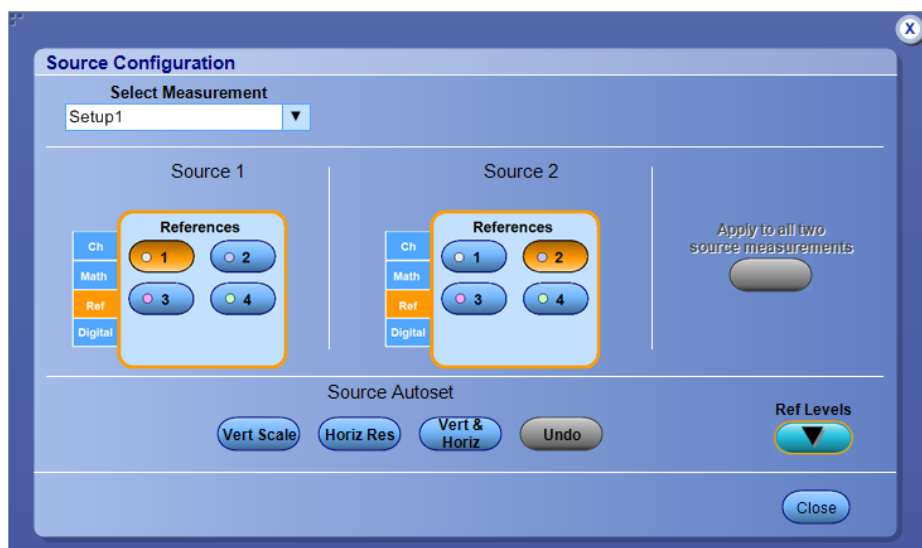 X
Source Configuration
Select Measurement
Setup1
Source 1
Source 2
Ch
Math
Ref
Digital
References
1
2
3
4
Ch
Math
Ref
Digital
References
1
2
3
4
Apply to all two
source measurements
Source Autoset
Vert Scale
Horiz Res
Vert &
Horiz
Undo
Ref Levels
Close